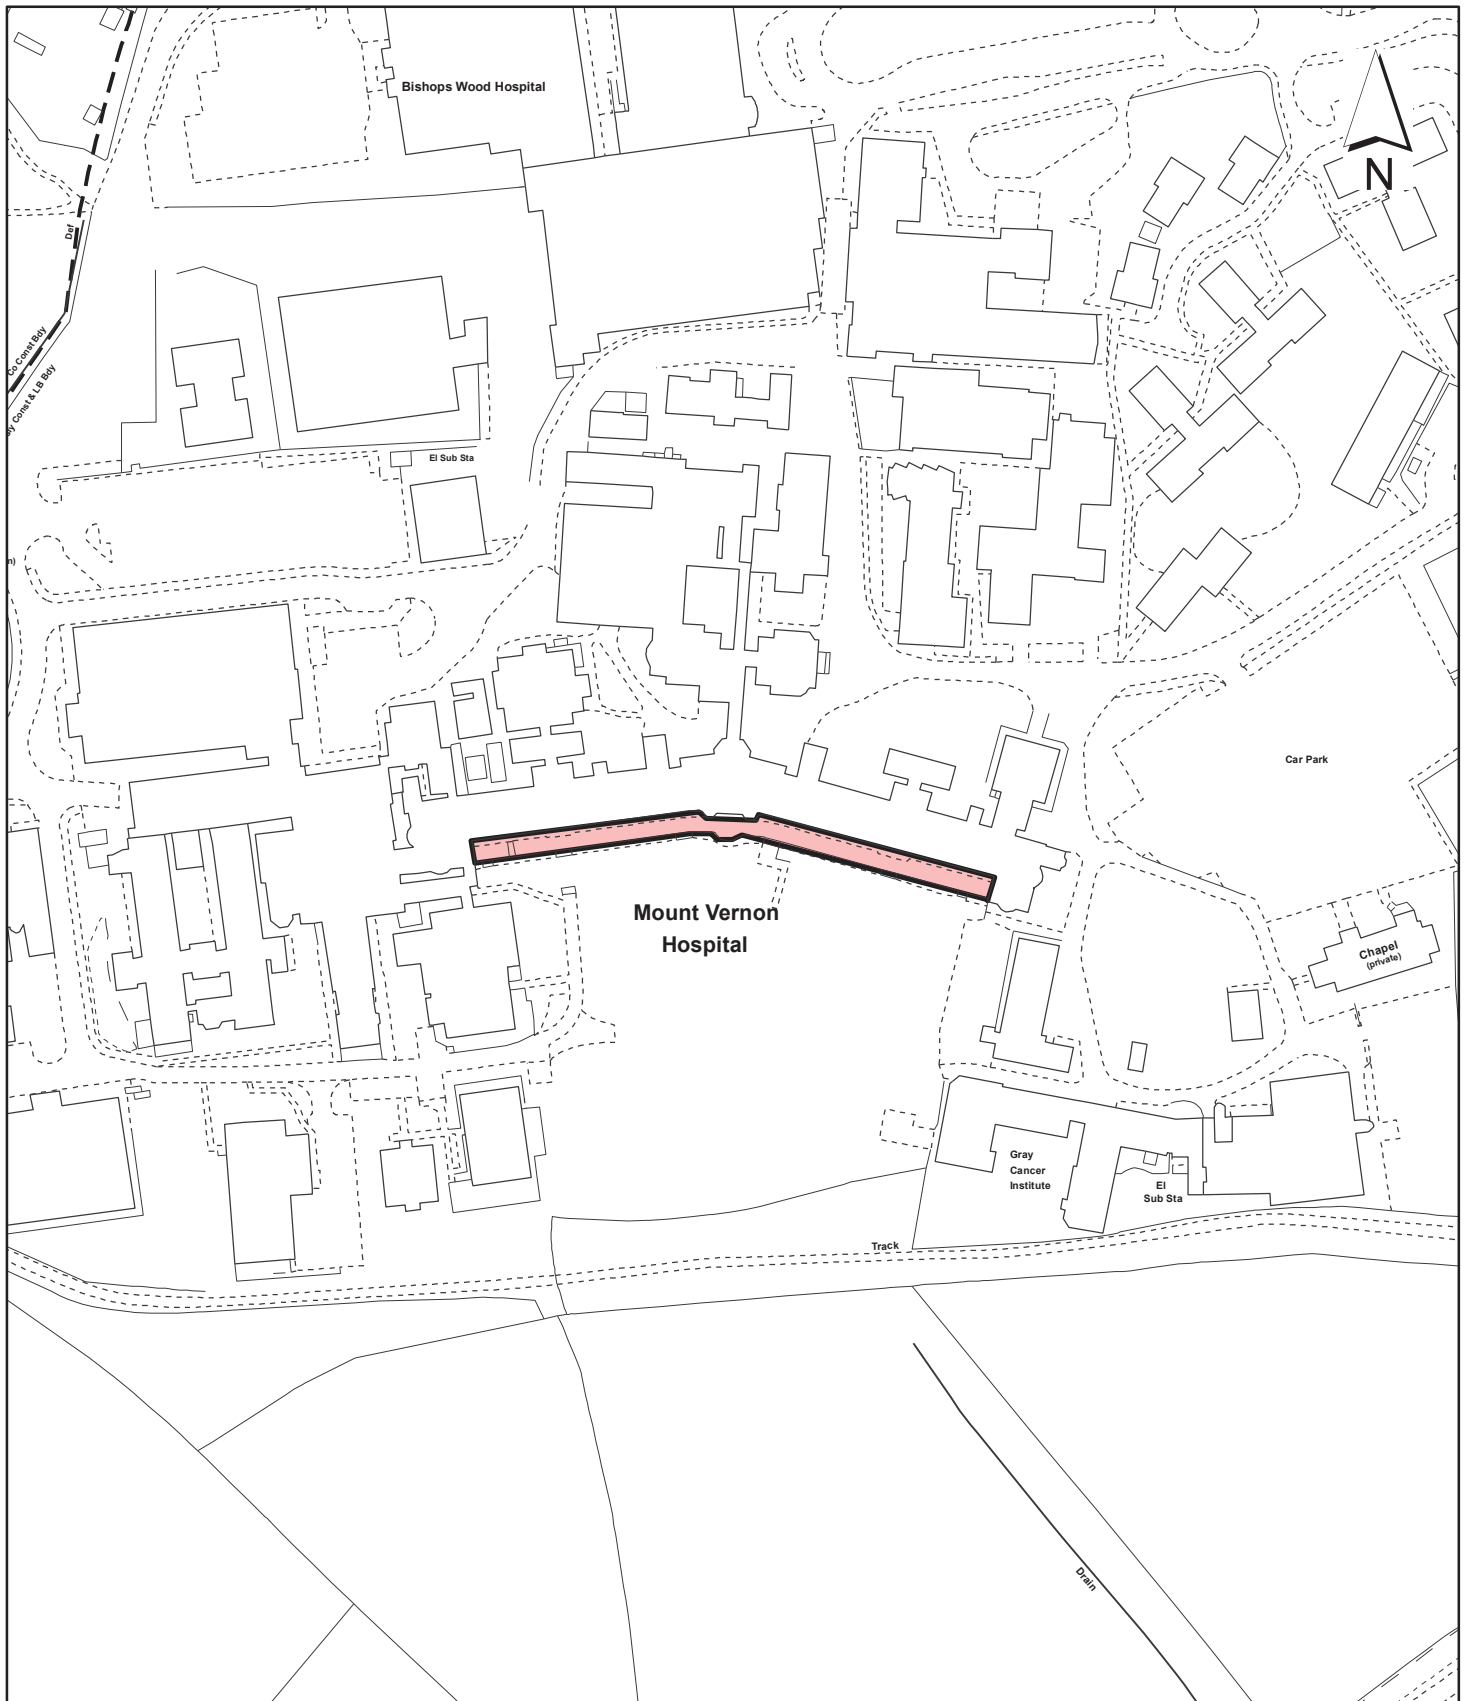 Bishops Wood Hospital
N
Def
Co Const Bdy
Const & LB Bdy
El Sub Sta
n)
Car Park
Mount Vernon
Hospital
Chapel
(private)
Gray
Cancer
Institute
El
Sub Sta
Track
Drain